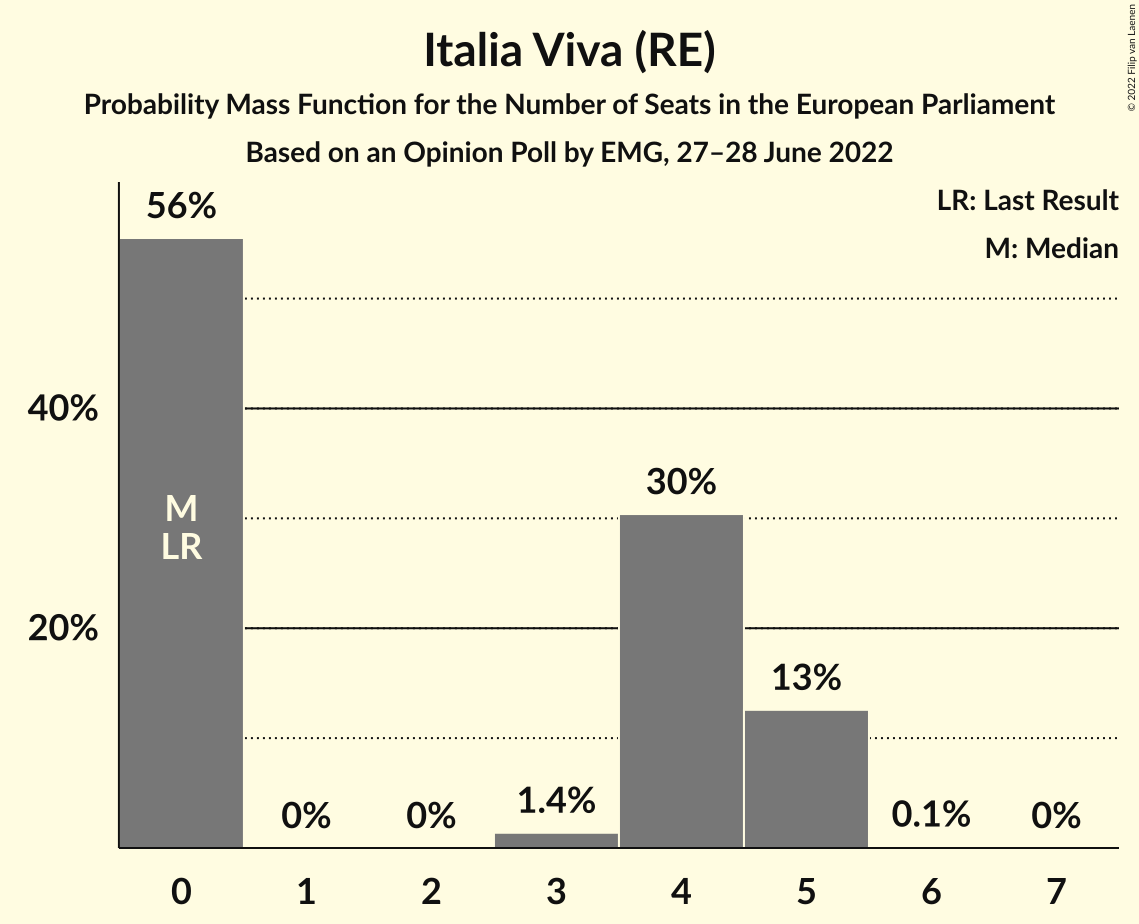 Italia Viva (RE)
Probability Mass Function for the Number of Seats in the European Parliament
Based on an Opinion Poll by EMG, 27–28 June 2022
© 2022 Filip van Laenen
LR: Last Result
M: Median
56%
40%
20%
M
LR
0%
0%
1.4%
30%
13%
0.1%
0%
0 1 2 3 4 5 6 7